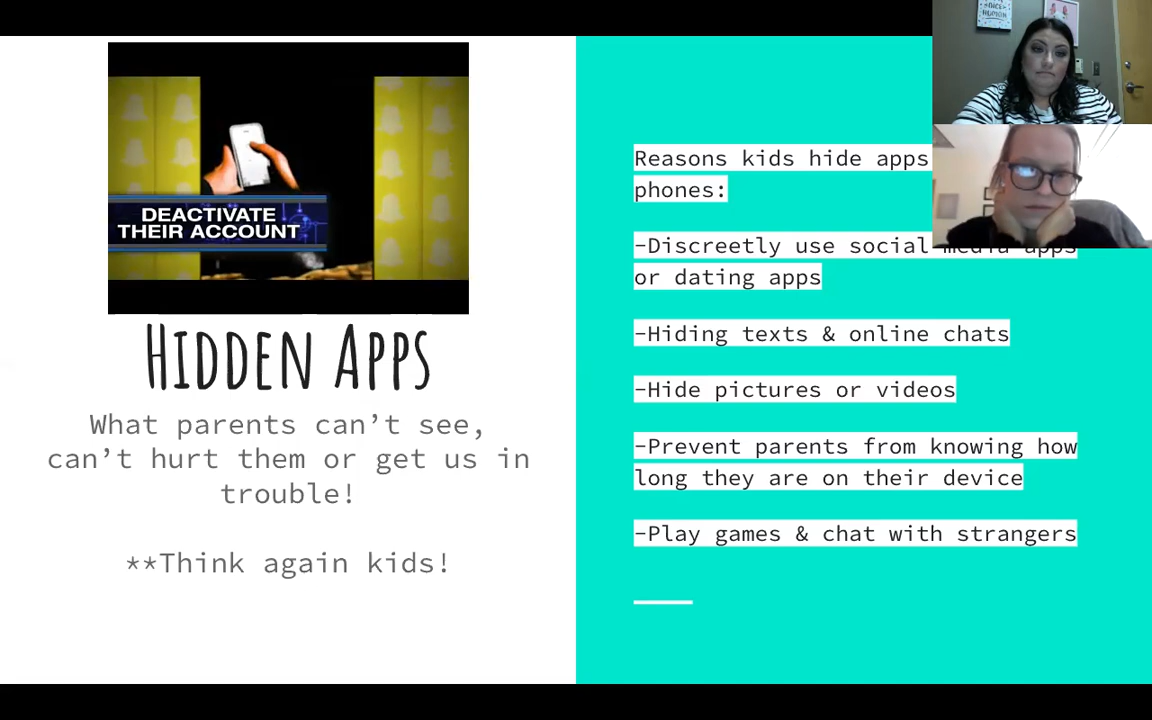 DEACTIVATE
THEIR ACCOUNT
HIDDEN APPS
What parents can’t see,
can’t hurt them or get us in
trouble!
**Think again kids!
Reasons kids hide apps
phones:
-Discreetly use social media apps
or dating apps
-Hiding texts & online chats
-Hide pictures or videos
-Prevent parents from knowing how
long they are on their device
-Play games & chat with strangers